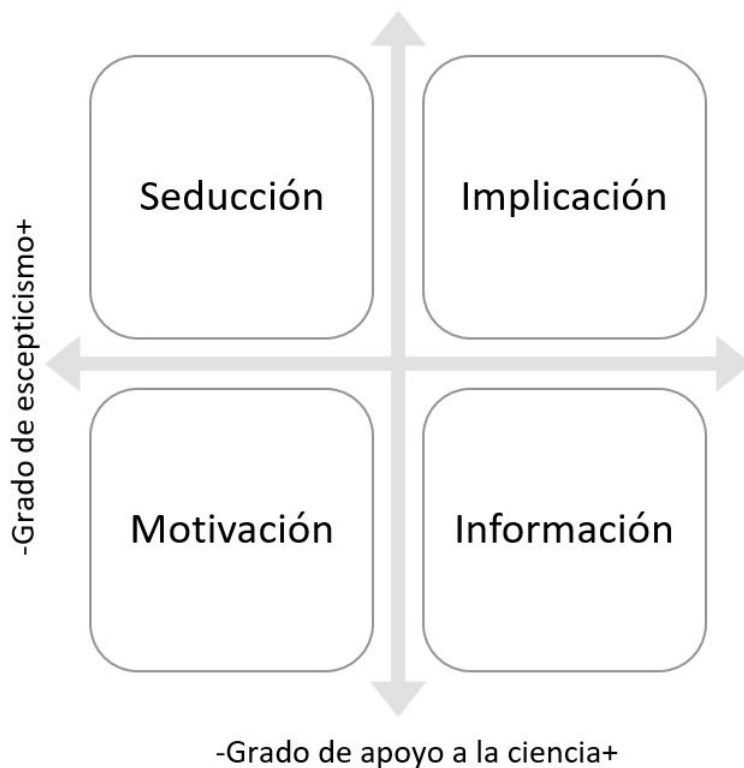 Seducción
Implicación
-Grado de escepticismo+
Motivación
Información
-Grado de apoyo a la ciencia+